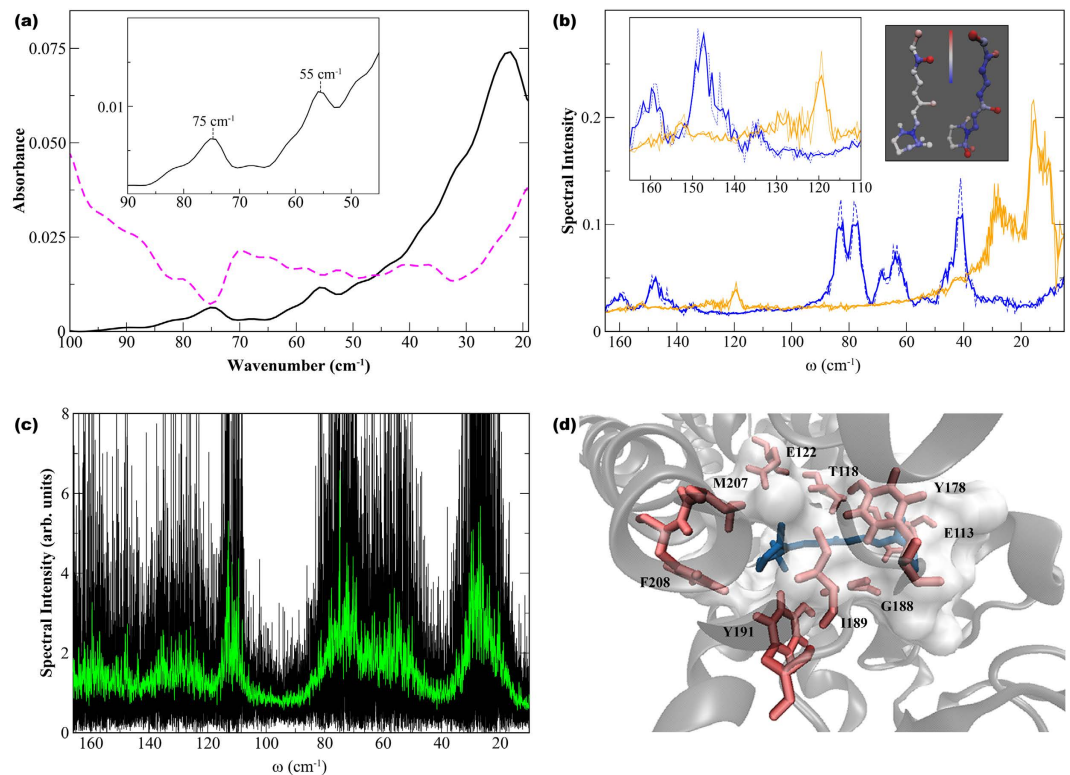 (a)
Absorbance
0.075
0.05
0.025
0
0.01
75 cm-1
55 cm-1
90 80 70 60 50
100 90 80 70 60 50 40 30 20
Wavenumber (cm-1)
(b)
Spectral Intensity
0.2
0.1
0
160 150 140 130 120 110
160 140 120 100 80 60 40 20
ω (cm-1)
(c)
Spectral Intensity (arb. units)
8
6
4
2
0
160 140 120 100 80 60 40 20
ω (cm-1)
(d)
E122
T118
M207
Y178
E113
F208
G188
I189
Y191